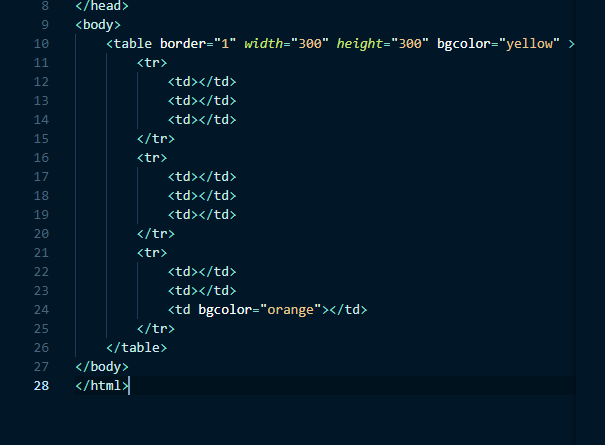 8 </head>
9 <body>
10 <table border="1" width="300" height="300" bgcolor="yellow" >
11 <tr>
12 <td></td>
13 <td></td>
14 <td></td>
15 </tr>
16 <tr>
17 <td></td>
18 <td></td>
19 <td></td>
20 </tr>
21 <tr>
22 <td></td>
23 <td></td>
24 <td bgcolor="orange"></td>
25 </tr>
26 </table>
27 </body>
28 </html>